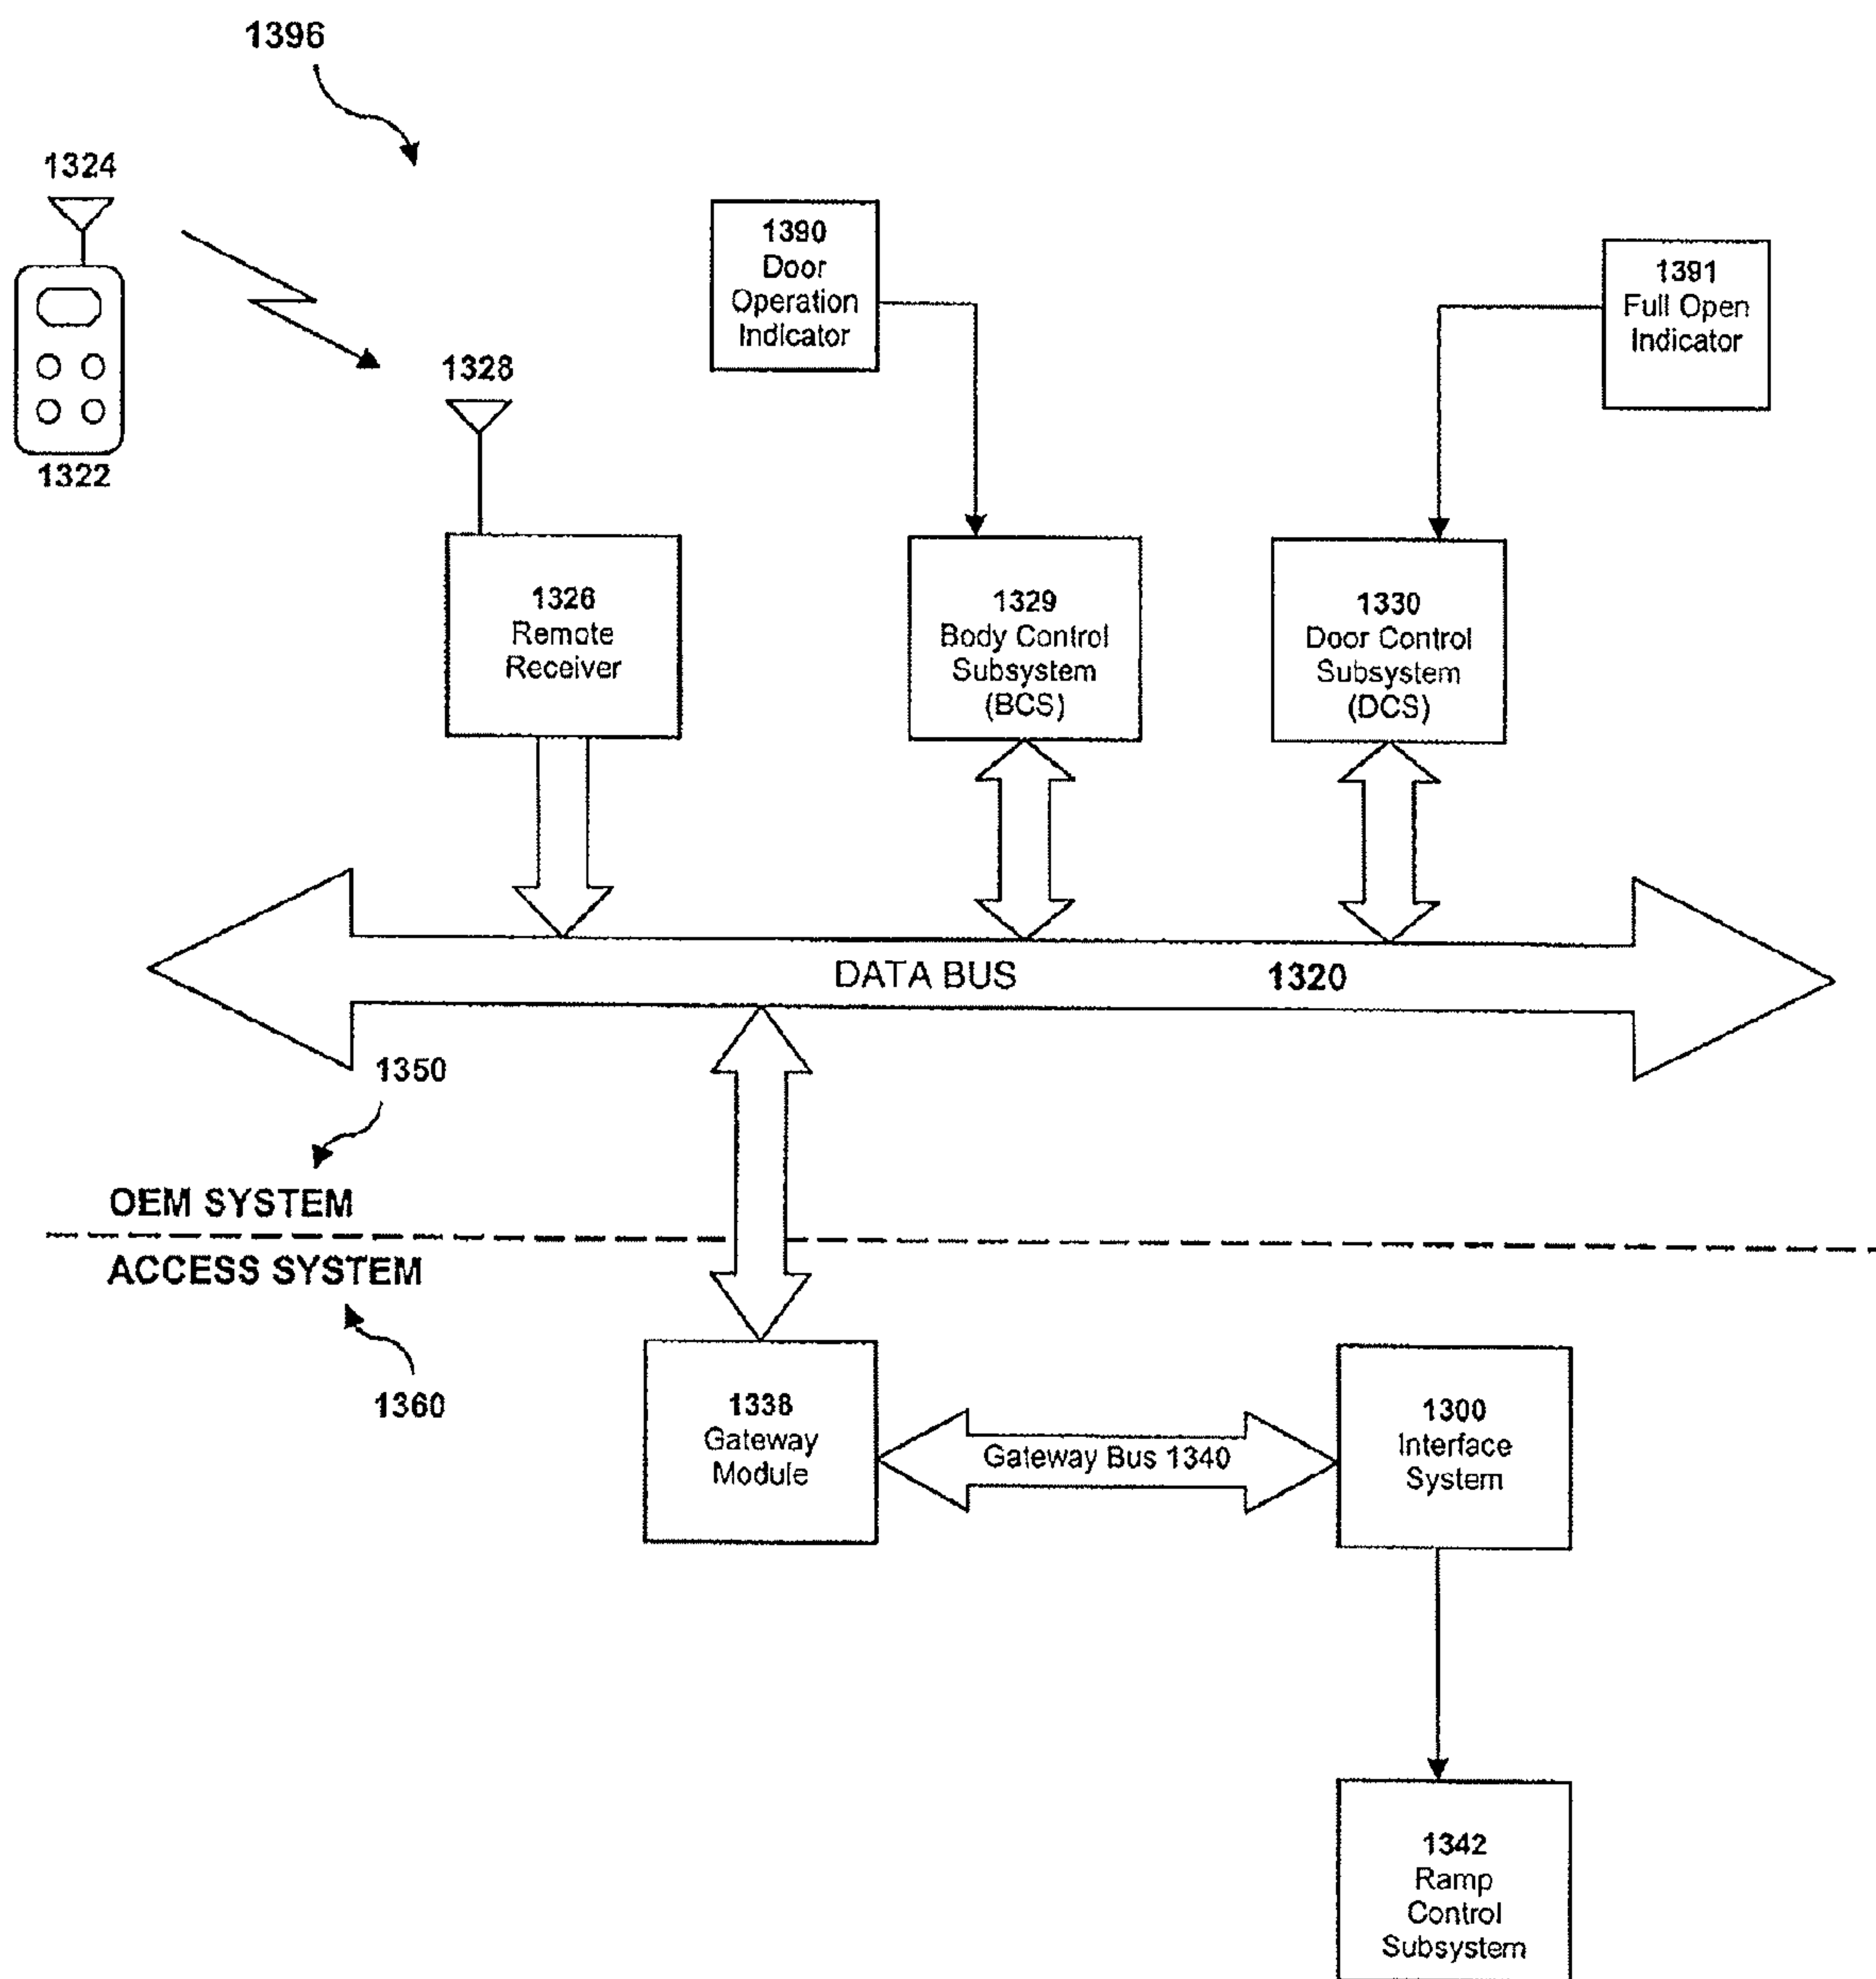 1396
1324
1322
1328
1390
Door
Operation
Indicator
1391
Full Open
Indicator
1326
Remote
Receiver
1329
Body Control
Subsystem
(BCS)
1330
Door Control
Subsystem
(DCS)
DATA BUS 1320
1350
OEM SYSTEM
ACCESS SYSTEM
1360
1338
Gateway
Module
Gateway Bus 1340
1300
Interface
System
1342
Ramp
Control
Subsystem